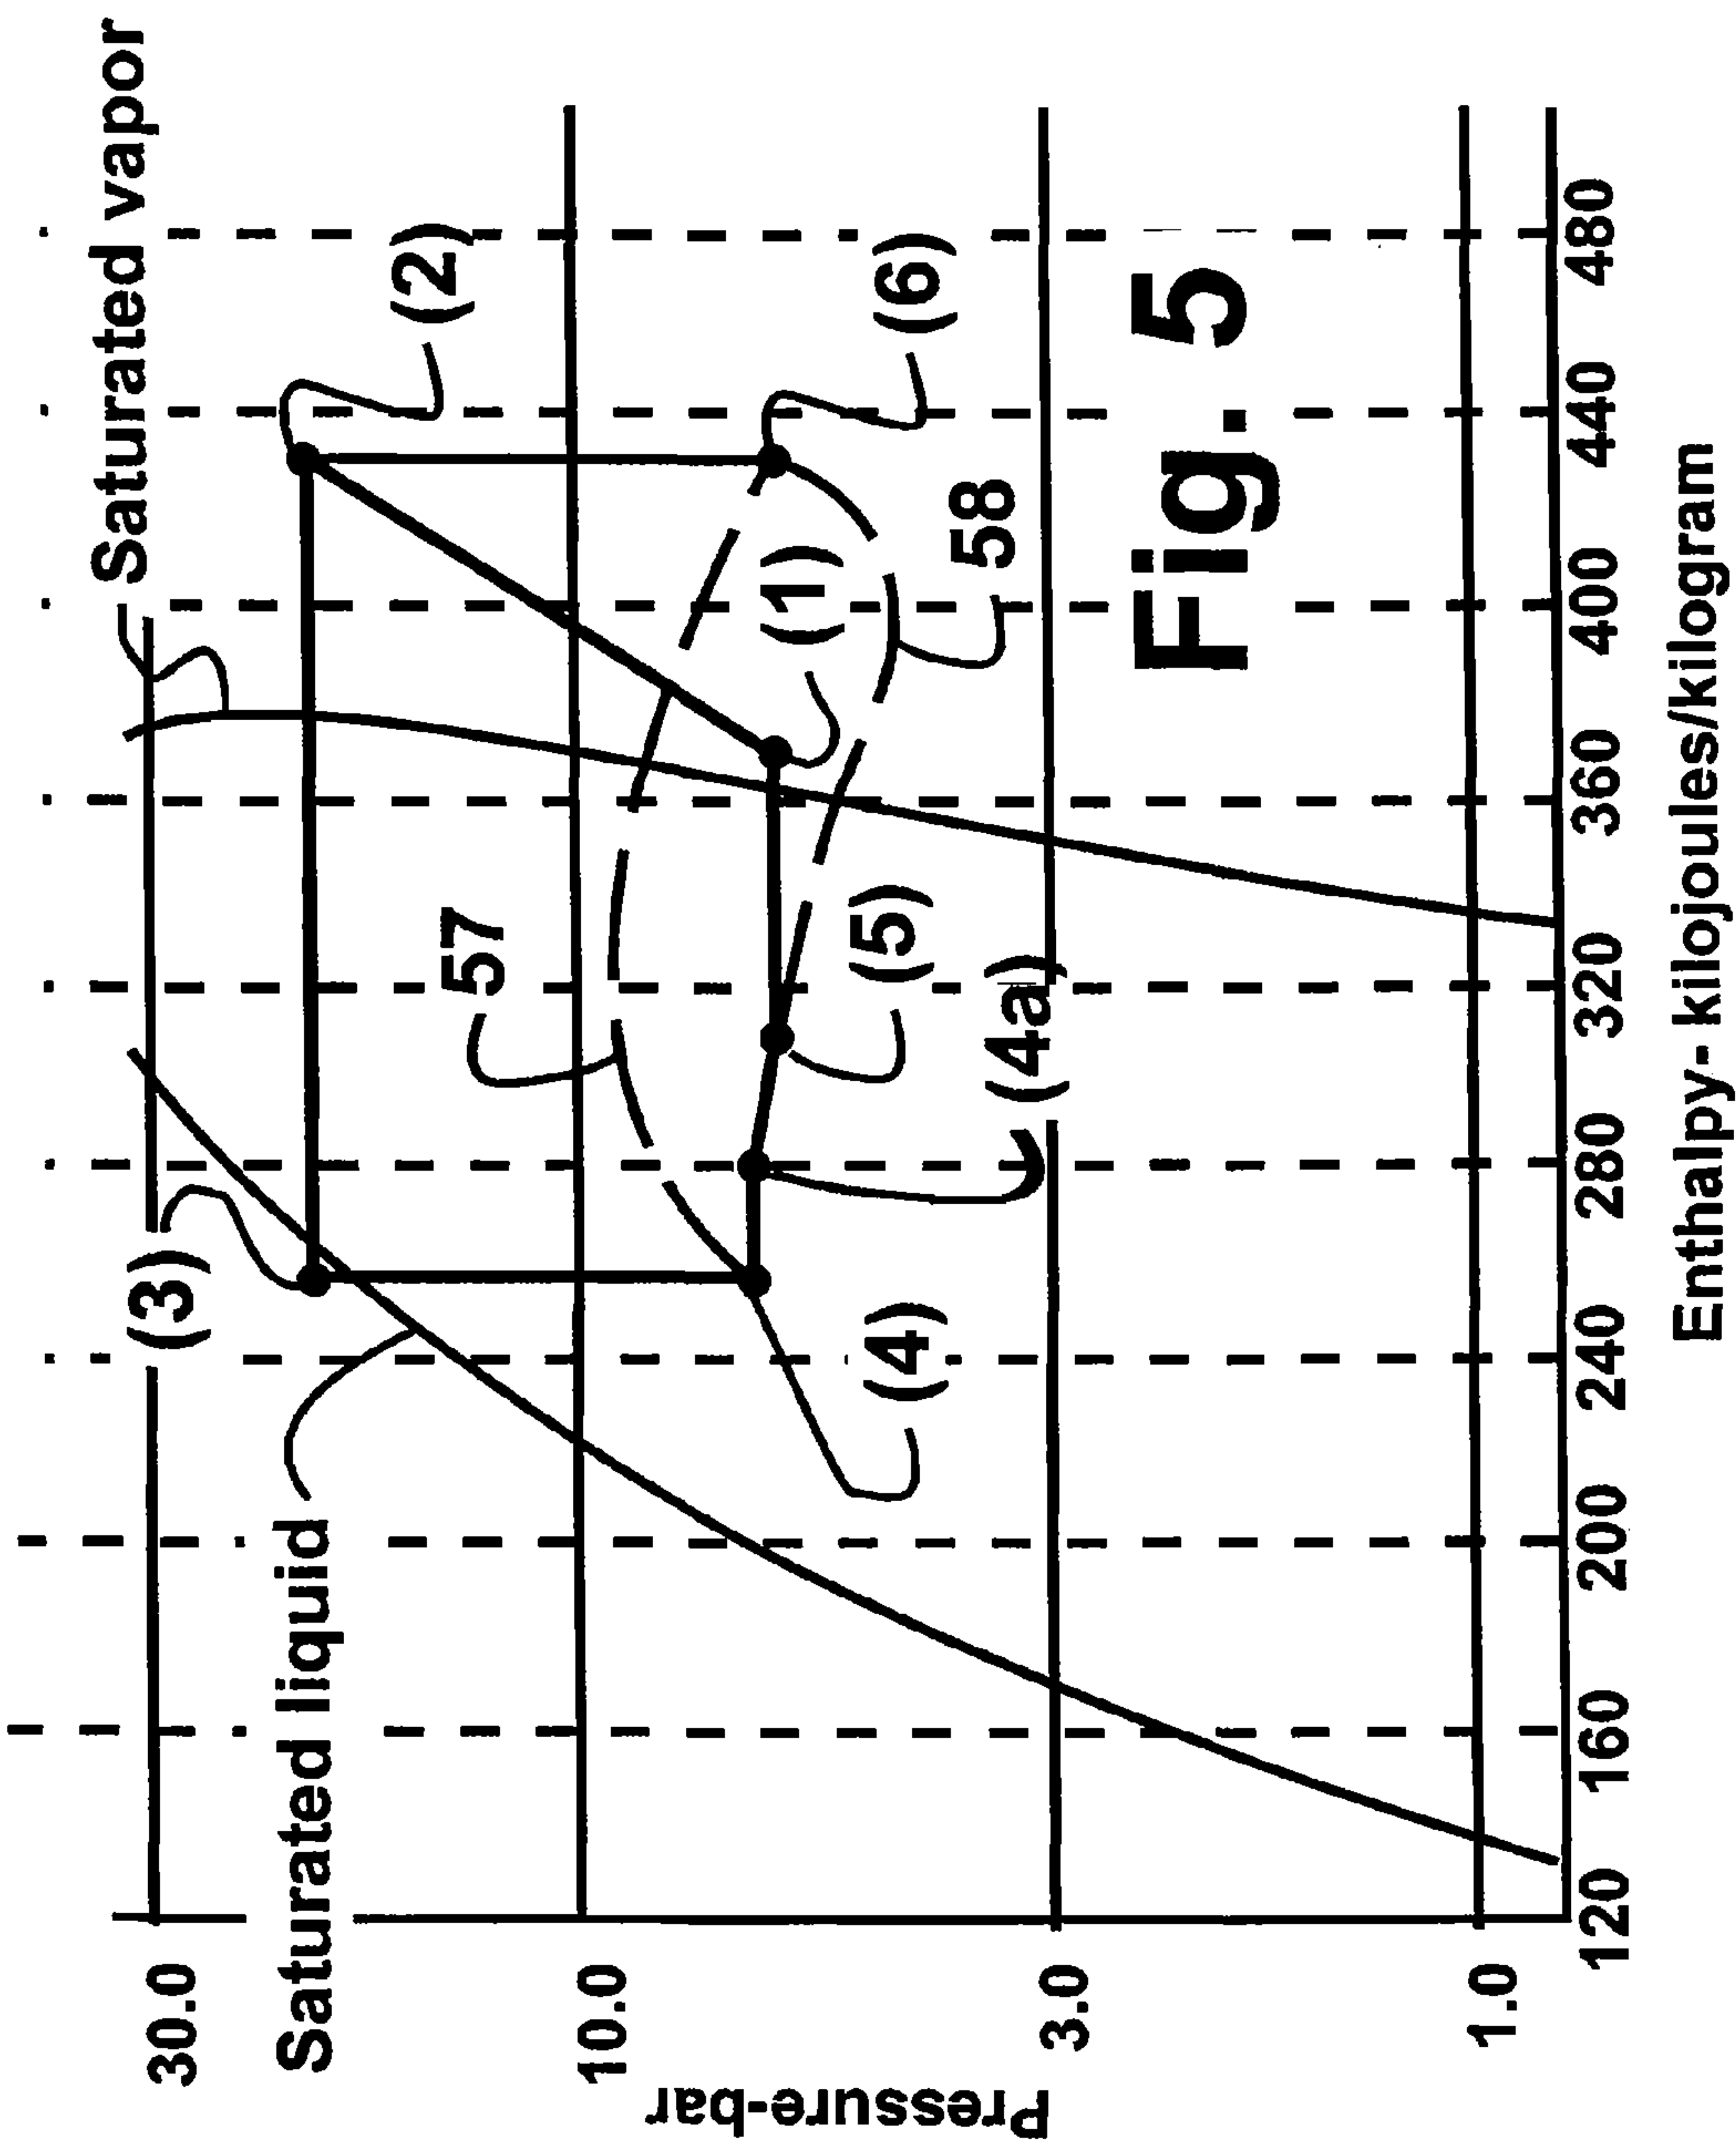 Saturated vapor
30.0
(3)
Saturated liquid
(2)
57
10.0
(1)
(6)
(5)
(4)
58
(4a)
3.0
Fig. 5
1.0
120 160 200 240 280 320 360 400 440 480
Pressure-bar
Enthalpy- kilojoules/kilogram